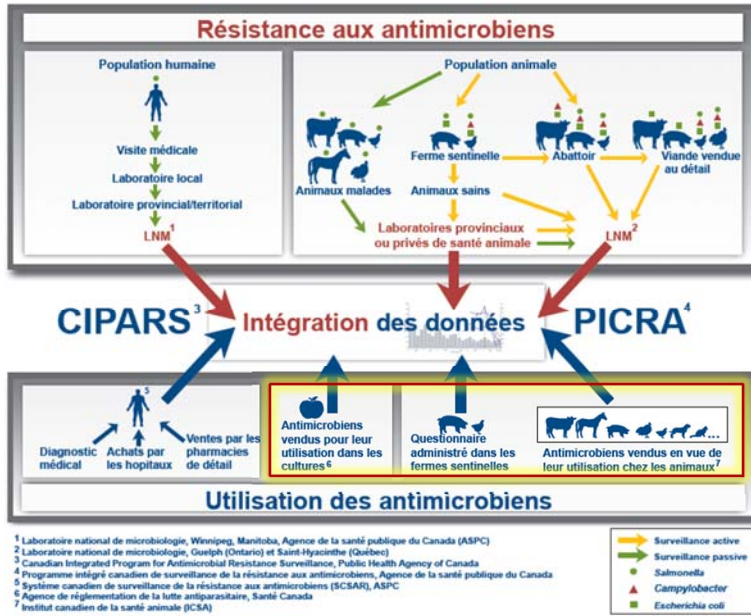 Résistance aux antimicrobiens
Population humaine
Visite médicale
Laboratoire local
Laboratoire provincial/territorial
LNM1
Population animale
Animaux malades
Ferme sentinelle
Animaux sains
Abattoir
Viande vendue
au détail
Laboratoires provinciaux
ou privés de santé animale
LNM2
CIPARS3
Intégration des données
PICRA4
5
Diagnostic
médical
Achats par
les hopitaux
Ventes par les
pharmacies
de détail
Antimicrobiens
vendus pour leur
utilisation dans les
cultures6
Questionnaire
administré dans les
fermes sentinelles
...
Antimicrobiens vendus en vue de
leur utilisation chez les animaux7
Utilisation des antimicrobiens
1 Laboratoire national de microbiologie, Winnipeg, Manitoba, Agence de la santé publique du Canada (ASPC)
2 Laboratoire national de microbiologie, Guelph (Ontario) et Saint-Hyacinthe (Québec)
3 Canadian Integrated Program for Antimicrobial Resistance Surveillance, Public Health Agency of Canada
4 Programme intégré canadien de surveillance de la résistance aux antimicrobiens, Agence de la santé publique du Canada
5 Système canadien de surveillance de la résistance aux antimicrobiens (SCSAR), ASPC
6 Agence de réglementation de la lutte antiparasitaire, Santé Canada
7 Institut canadien de la santé animale (ICSA)
Surveillance active
Surveillance passive
Salmonella
Campylobacter
Escherichia coli